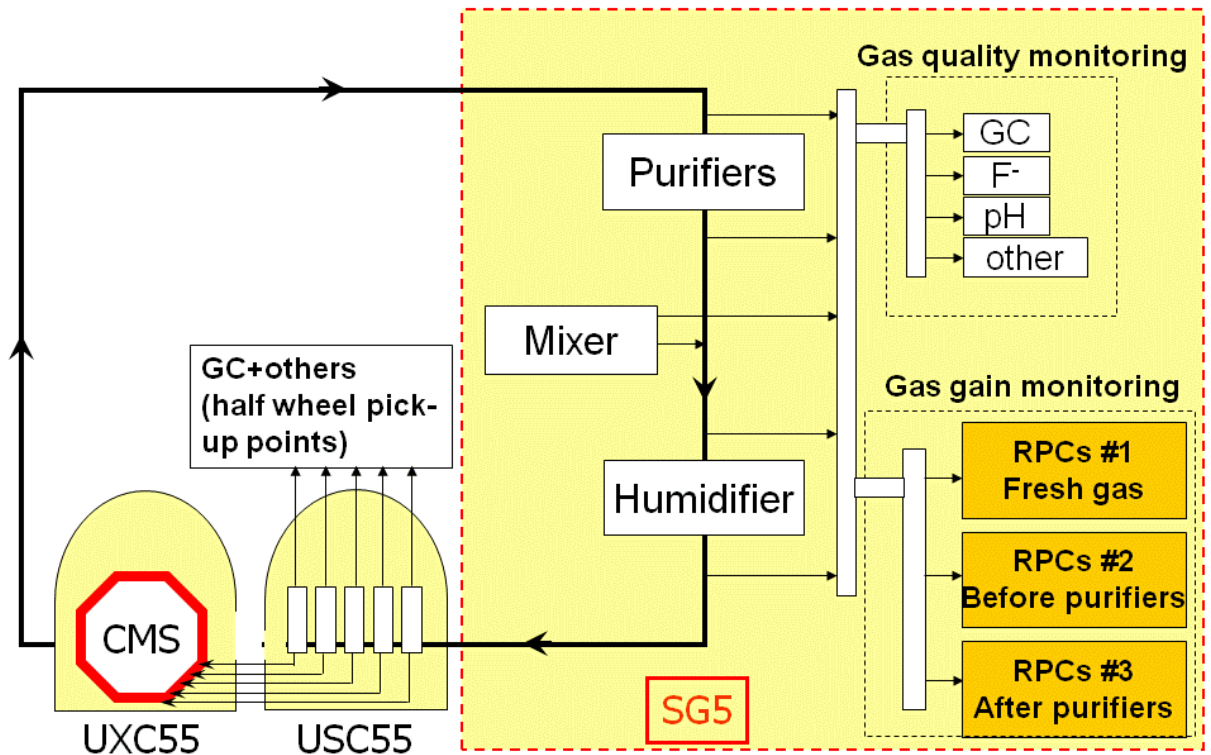 Gas quality monitoring
GC
F-
pH
other
Purifiers
Mixer
GC+others
(half wheel pick-
up points)
Humidifier
Gas gain monitoring
RPCs #1
Fresh gas
RPCs #2
Before purifiers
RPCs #3
After purifiers
CMS
SG5
UXC55
USC55